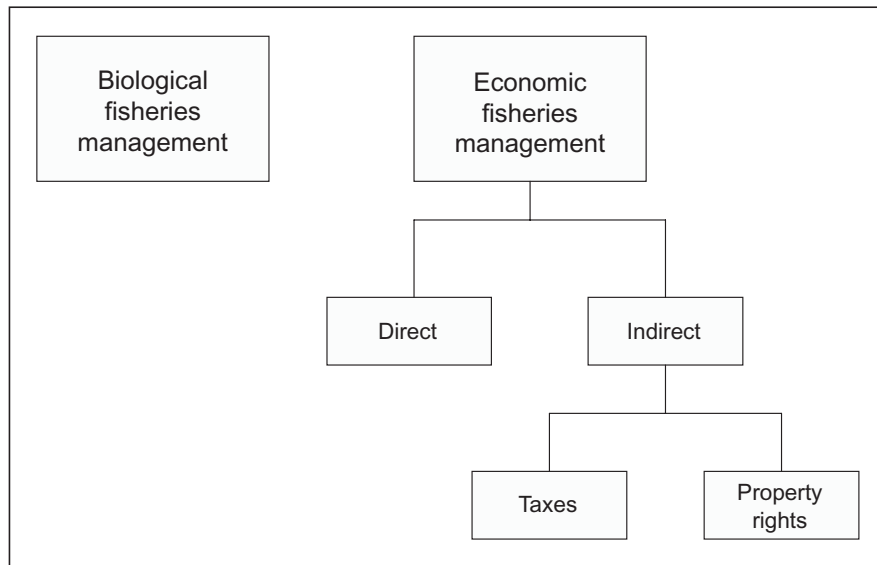 Biological
fisheries
management
Economic
fisheries
management
Direct
Indirect
Taxes
Property
rights